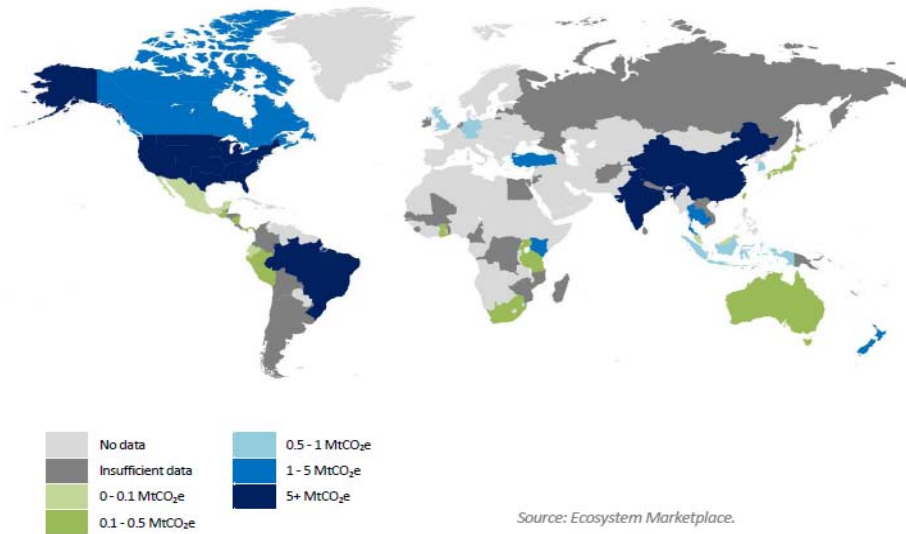 No data
Insufficient data
0 - 0.1 MtCO₂e
0.1 - 0.5 MtCO₂e
0.5 - 1 MtCO₂e
1 - 5 MtCO₂e
5+ MtCO₂e
Source: Ecosystem Marketplace.